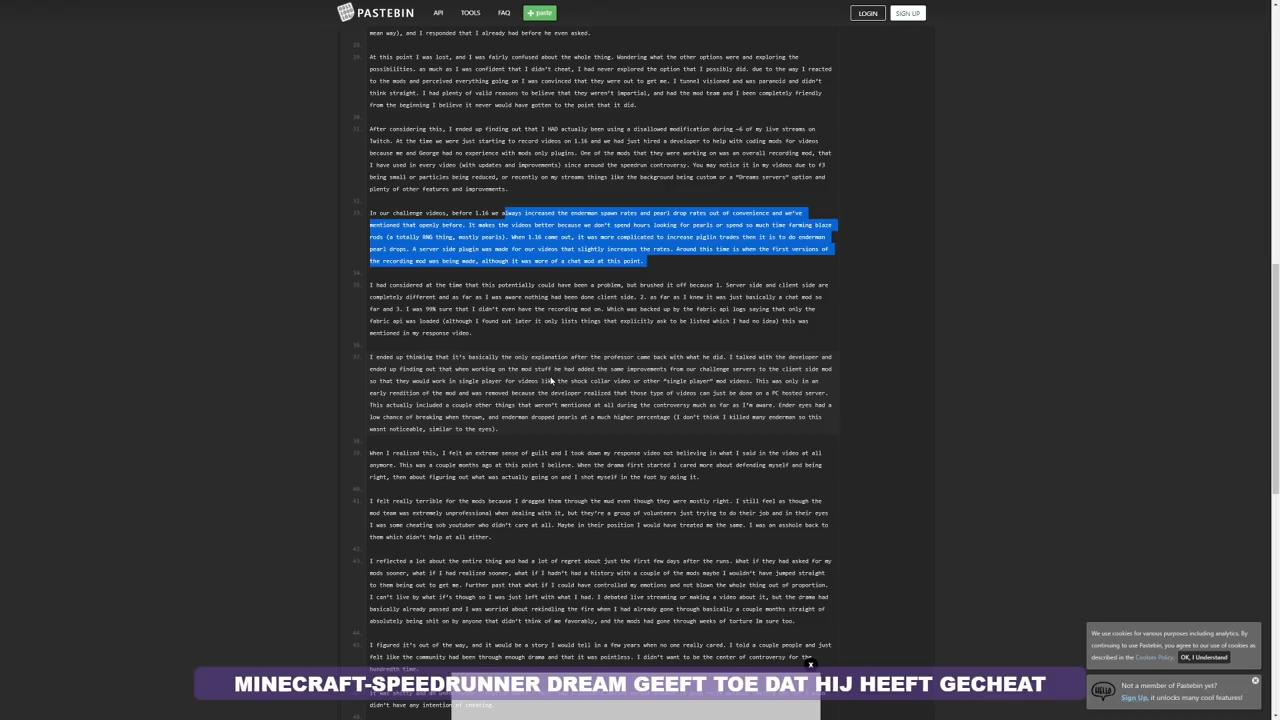 PASTEBIN API TOOLS FAQ + paste LOGIN SIGN UP
mean way), and I responded that I already had before he even asked.
28.
29. At this point I was lost, and I was fairly confused about the whole thing. Wondering what the other options were and exploring the
possibilities. as much as I was confident that I didn't cheat, I had never explored the option that I possibly did. due to the way I reacted
to the mods and perceived everything going on I was convinced that they were out to get me. I tunnel visioned and was paranoid and didn't
think straight. I had plenty of valid reasons to believe that they weren't impartial, and had the mod team and I been completely friendly
from the beginning I believe it never would have gotten to the point that it did.
30.
31. After considering this, I ended up finding out that I HAD actually been using a disallowed modification during ~6 of my live streams on
Twitch. At the time we were just starting to record videos on 1.16 and we had just hired a developer to help with coding mods for videos
because me and George had no experience with mods only plugins. One of the mods that they were working on was an overall recording mod, that
I have used in every video (with updates and improvements) since around the speedrun controversy. You may notice it in my videos due to f3
being small or particles being reduced, or recently on my streams things like the background being custom or a "Dreams servers" option and
plenty of other features and improvements.
32.
33. In our challenge videos, before 1.16 we always increased the enderman spawn rates and pearl drop rates out of convenience and we've
mentioned that openly before. It makes the videos better because we don't spend hours looking for pearls or spend so much time farming blaze
rods (a totally RNG thing, mostly pearls). When 1.16 came out, it was more complicated to increase piglin trades then it is to do enderman
pearl drops. A server side plugin was made for our videos that slightly increases the rates. Around this time is when the first versions of
the recording mod was being made, although it was more of a chat mod at this point.
34.
35. I had considered at the time that this potentially could have been a problem, but brushed it off because 1. Server side and client side are
completely different and as far as I was aware nothing had been done client side. 2. as far as I knew it was just basically a chat mod so
far and 3. I was 99% sure that I didn't even have the recording mod on. Which was backed up by the fabric api logs saying that only the
fabric api was loaded (although I found out later it only lists things that explicitly ask to be listed which I had no idea) this was
mentioned in my response video.
36.
37. I ended up thinking that it's basically the only explanation after the professor came back with what he did. I talked with the developer and
ended up finding out that when working on the mod stuff he had added the same improvements from our challenge servers to the client side mod
so that they would work in single player for videos like the shock collar video or other "single player" mod videos. This was only in an
early rendition of the mod and was removed because the developer realized that those type of videos can just be done on a PC hosted server.
This actually included a couple other things that weren't mentioned at all during the controversy much as far as I'm aware. Ender eyes had a
low chance of breaking when thrown, and enderman dropped pearls at a much higher percentage (I don't think I killed many enderman so this
wasnt noticeable, similar to the eyes).
38.
39. When I realized this, I felt an extreme sense of guilt and I took down my response video not believing in what I said in the video at all
anymore. This was a couple months ago at this point I believe. When the drama first started I cared more about defending myself and being
right, then about figuring out what was actually going on and I shot myself in the foot by doing it.
40.
41. I felt really terrible for the mods because I dragged them through the mud even though they were mostly right. I still feel as though the
mod team was extremely unprofessional when dealing with it, but they're a group of volunteers just trying to do their job and in their eyes
I was some cheating sob youtuber who didn't care at all. Maybe in their position I would have treated me the same. I was an asshole back to
them which didn't help at all either.
42.
43. I reflected a lot about the entire thing and had a lot of regret about just the first few days after the runs. What if they had asked for my
mods sooner, what if I had realized sooner, what if I hadn't had a history with a couple of the mods maybe I wouldn't have jumped straight
to them being out to get me. Further past that what if I could have controlled my emotions and not blown the whole thing out of proportion.
I can't live by what if's though so I was just left with what I had. I debated live streaming or making a video about it, but the drama had
basically already passed and I was worried about rekindling the fire when I had already gone through basically a couple months straight of
absolutely being shit on by anyone that didn't think of me favorably, and the mods had gone through weeks of torture Im sure too.
44.
45. I figured it's out of the way, and it would be a story I would tell in a few years when no one really cared. I told a couple people and just
felt like the community had been through enough drama and that it was pointless. I didn't want to be the center of controversy for the
hundredth time.
didn't have any intention of cheating.
48.
We use cookies for various purposes including analytics. By
continuing to use Pastebin, you agree to our use of cookies as
described in the Cookies Policy. OK, I Understand
HELLO
Not a member of Pastebin yet?
Sign Up, it unlocks many cool features!
x
MINECRAFT-SPEEDRUNNER DREAM GEEFT TOE DAT HIJ HEEFT GECHEAT